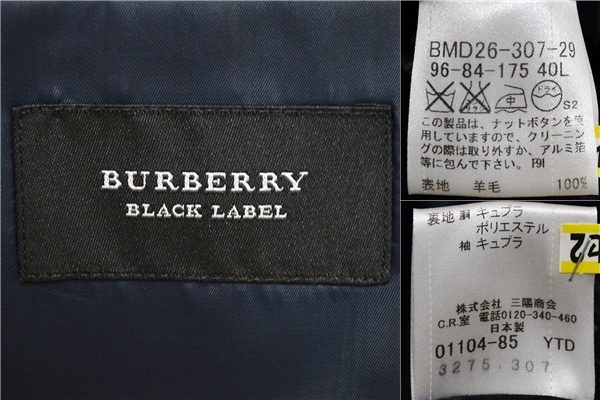 BURBERRY
BLACK LABEL
BMD26-307-29
96-84-175 40L
ドライ
S2
この製品は、ナットボタンを使
用していますので、クリーニン
グの際は取り外すか、アルミ箔
等に包んで下さい。[9]
表地 羊毛 100%
裏地 胴 キュプラ
ポリエステル
袖 キュプラ
株式会社 三陽商会
C.R.室 電話0120-340-460
日本製
01104-85 YTD
3275.307